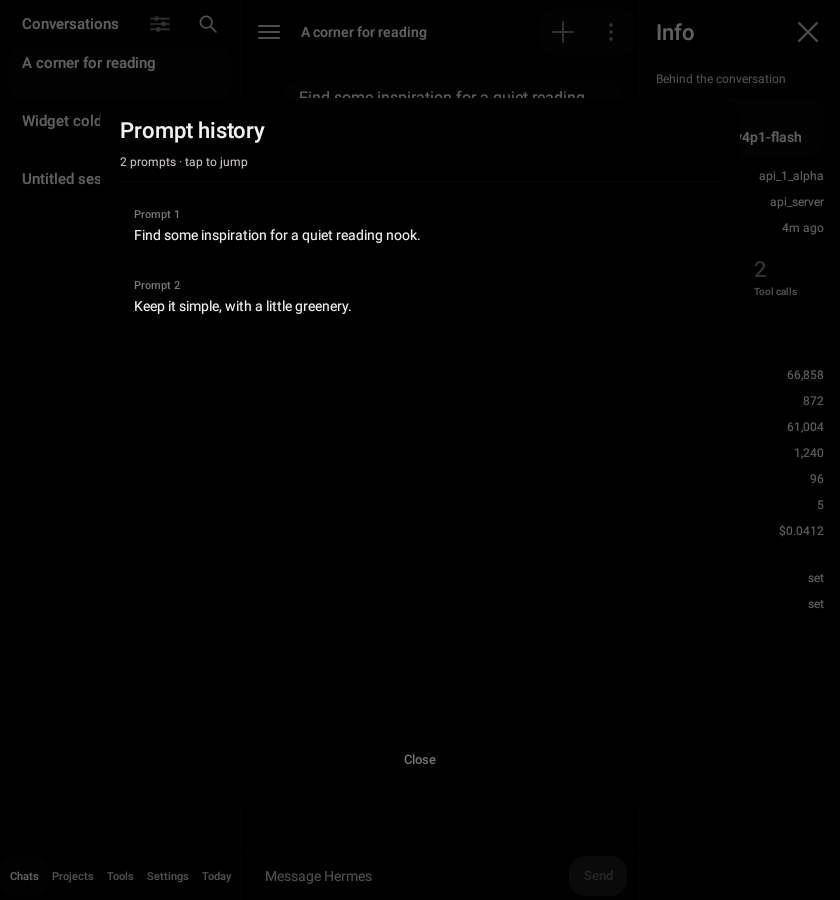 Conversations
A corner for reading
Widget cold
Untitled ses
A corner for reading
Find some inspiration for a quiet reading
Info
Behind the conversation
4p1-flash
api_1_alpha
api_server
4m ago
2
Tool calls
66,858
872
61,004
1,240
96
5
$0.0412
set
set
Prompt history
2 prompts · tap to jump
Prompt 1
Find some inspiration for a quiet reading nook.
Prompt 2
Keep it simple, with a little greenery.
Close
Chats Projects Tools Settings Today
Message Hermes
Send